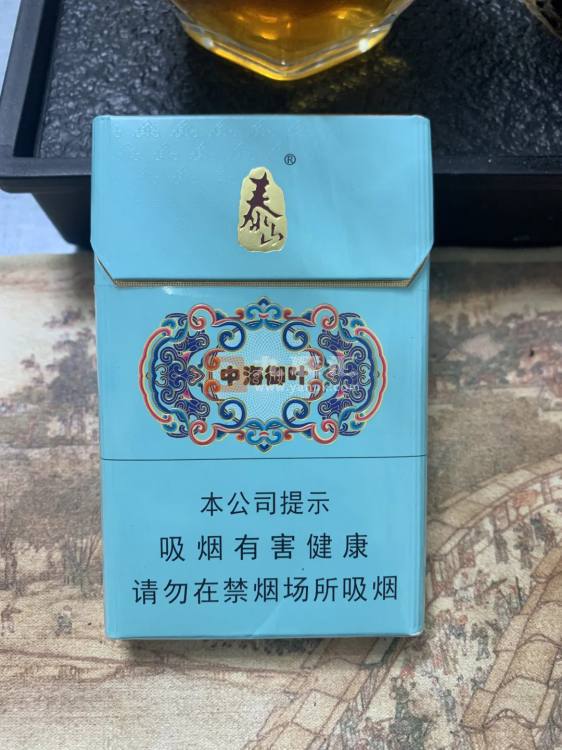 泰山
®
中海御叶
本公司提示
吸烟有害健康
请勿在禁烟场所吸烟